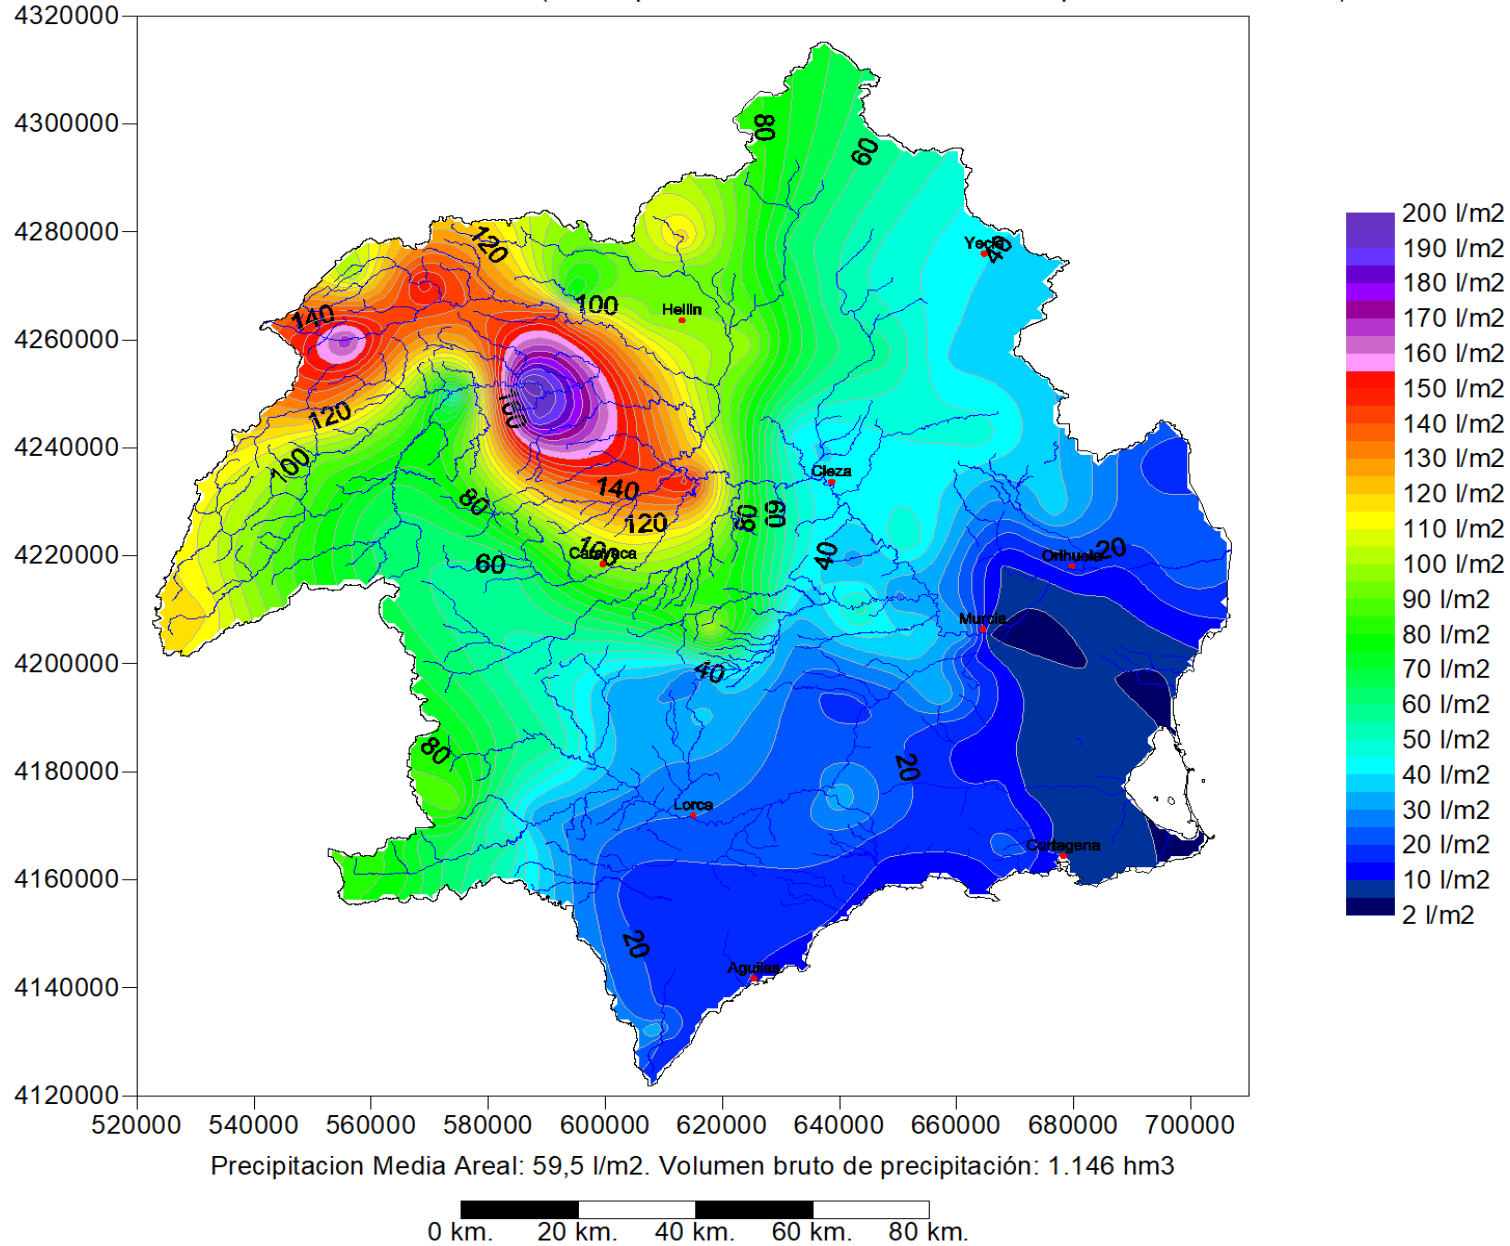 4320000
4300000
80
60
4280000
120
Yecla
40
200 l/m2
190 l/m2
180 l/m2
170 l/m2
160 l/m2
150 l/m2
140 l/m2
130 l/m2
120 l/m2
110 l/m2
100 l/m2
90 l/m2
80 l/m2
70 l/m2
60 l/m2
50 l/m2
40 l/m2
30 l/m2
20 l/m2
10 l/m2
2 l/m2
140
100
Hellin
4260000
120
100
4240000
100
Cieza
80
140
120
80
60
4220000
60
100
Caravaca
40
Orihuela
20
Murcia
4200000
40
80
4180000
20
Lorca
Cartagena
4160000
20
Aguilas
4140000
4120000
520000 540000 560000 580000 600000 620000 640000 660000 680000 700000
Precipitacion Media Areal: 59,5 l/m2. Volumen bruto de precipitación: 1.146 hm3
0 km. 20 km. 40 km. 60 km. 80 km.